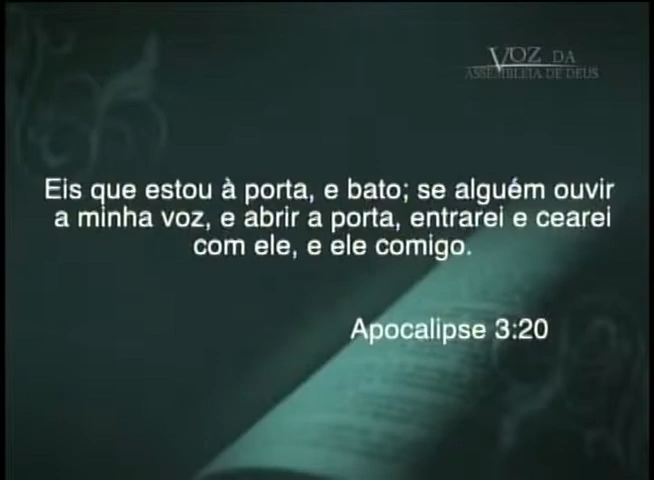 VOZ DA
ASSEMBLEIA DE DEUS
Eis que estou à porta, e bato; se alguém ouvir
a minha voz, e abrir a porta, entrarei e cearei
com ele, e ele comigo.
Apocalipse 3:20